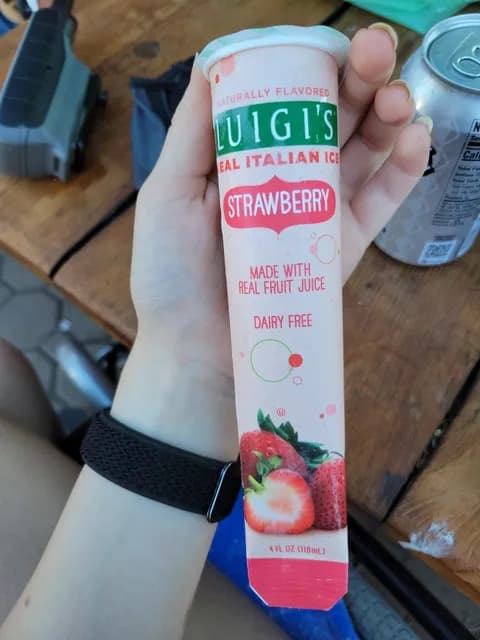 NATURALLY FLAVORED
LUIGI'S
REAL ITALIAN ICE
STRAWBERRY
MADE WITH
REAL FRUIT JUICE
DAIRY FREE
4 FL OZ (118mL)